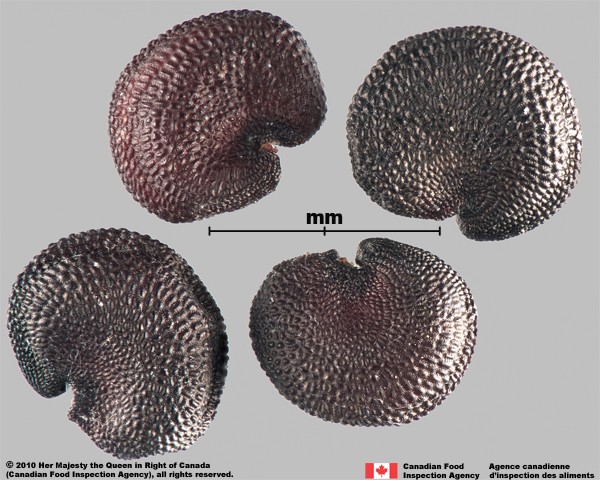 mm
© 2010 Her Majesty the Queen in Right of Canada
(Canadian Food Inspection Agency), all rights reserved.
Canadian Food
Inspection Agency
Agence canadienne
d'inspection des aliments